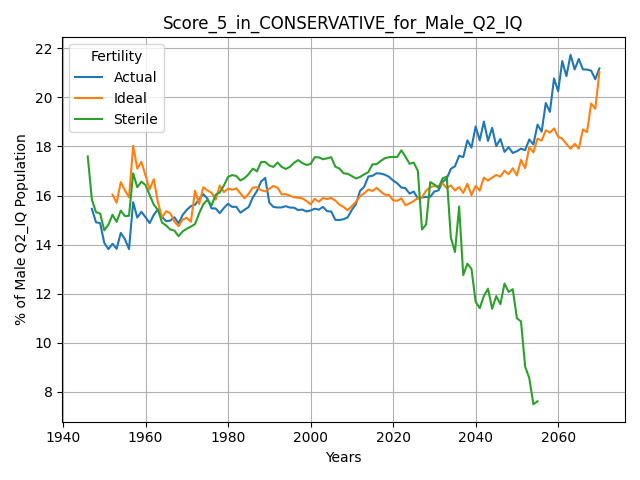 Score_5_in_CONSERVATIVE_for_Male_Q2_IQ
Fertility
Actual
Ideal
Sterile
% of Male Q2_IQ Population
22
20
18
16
14
12
10
8
1940
1960
1980
2000
2020
2040
2060
Years